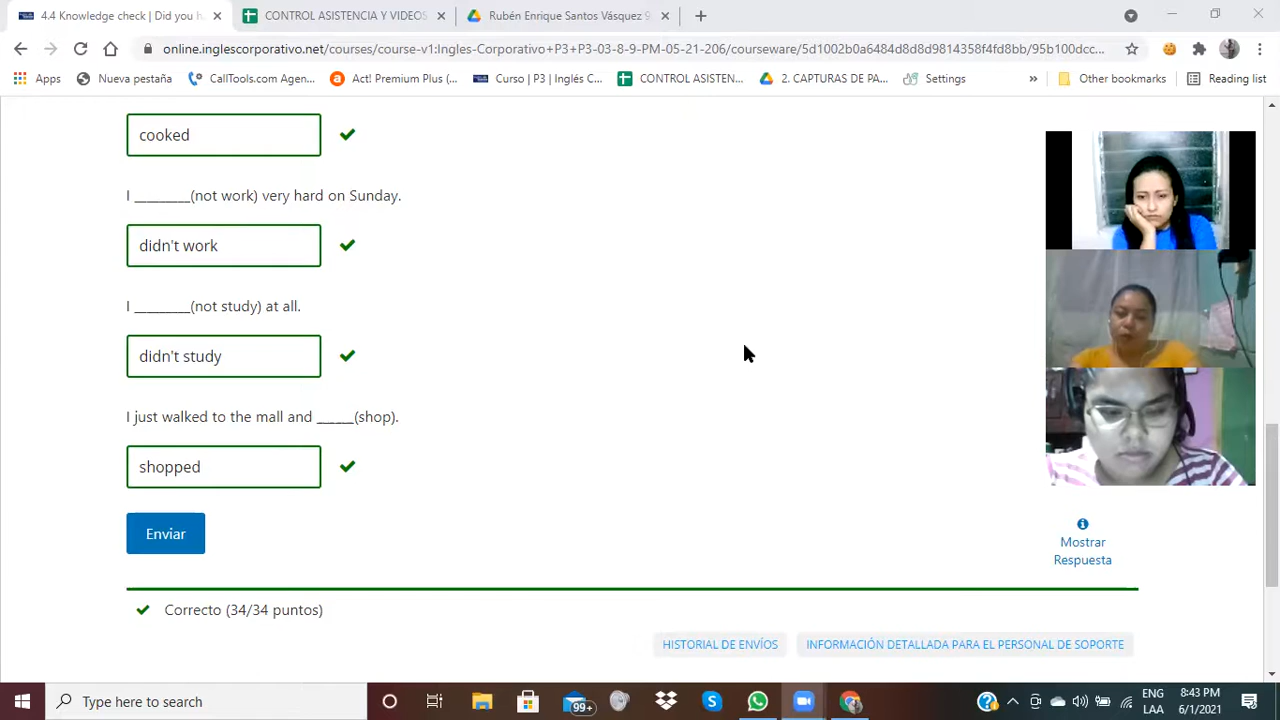 4.4 Knowledge check | Did you h
CONTROL ASISTENCIA Y VIDEOS
Rubén Enrique Santos Vásquez 9
online.inglescorporativo.net/courses/course-v1:Ingles-Corporativo+P3+P3-03-8-9-PM-05-21-206/courseware/5d1002b0a6484d8d8d9814358f4fd8bb/95b100dcc...
Apps
Nueva pestaña
CallTools.com Agen...
Act! Premium Plus (...
Curso | P3 | Inglés C...
CONTROL ASISTEN...
2. CAPTURAS DE PA...
Settings
»
Other bookmarks
Reading list
cooked
I _________(not work) very hard on Sunday.
didn't work
I _________(not study) at all.
didn't study
I just walked to the mall and ______(shop).
shopped
Enviar
Mostrar
Respuesta
Correcto (34/34 puntos)
HISTORIAL DE ENVÍOS
INFORMACIÓN DETALLADA PARA EL PERSONAL DE SOPORTE
Type here to search
99+
ENG
LAA
8:43 PM
6/1/2021